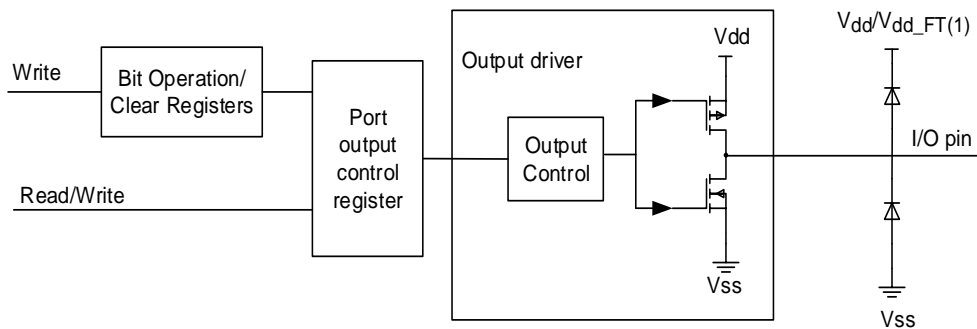 Write
Bit Operation/
Clear Registers
Read/Write
Port
output
control
register
Output driver
Output
Control
Vdd
Vss
Vdd/Vdd_FT(1)
I/O pin
Vss